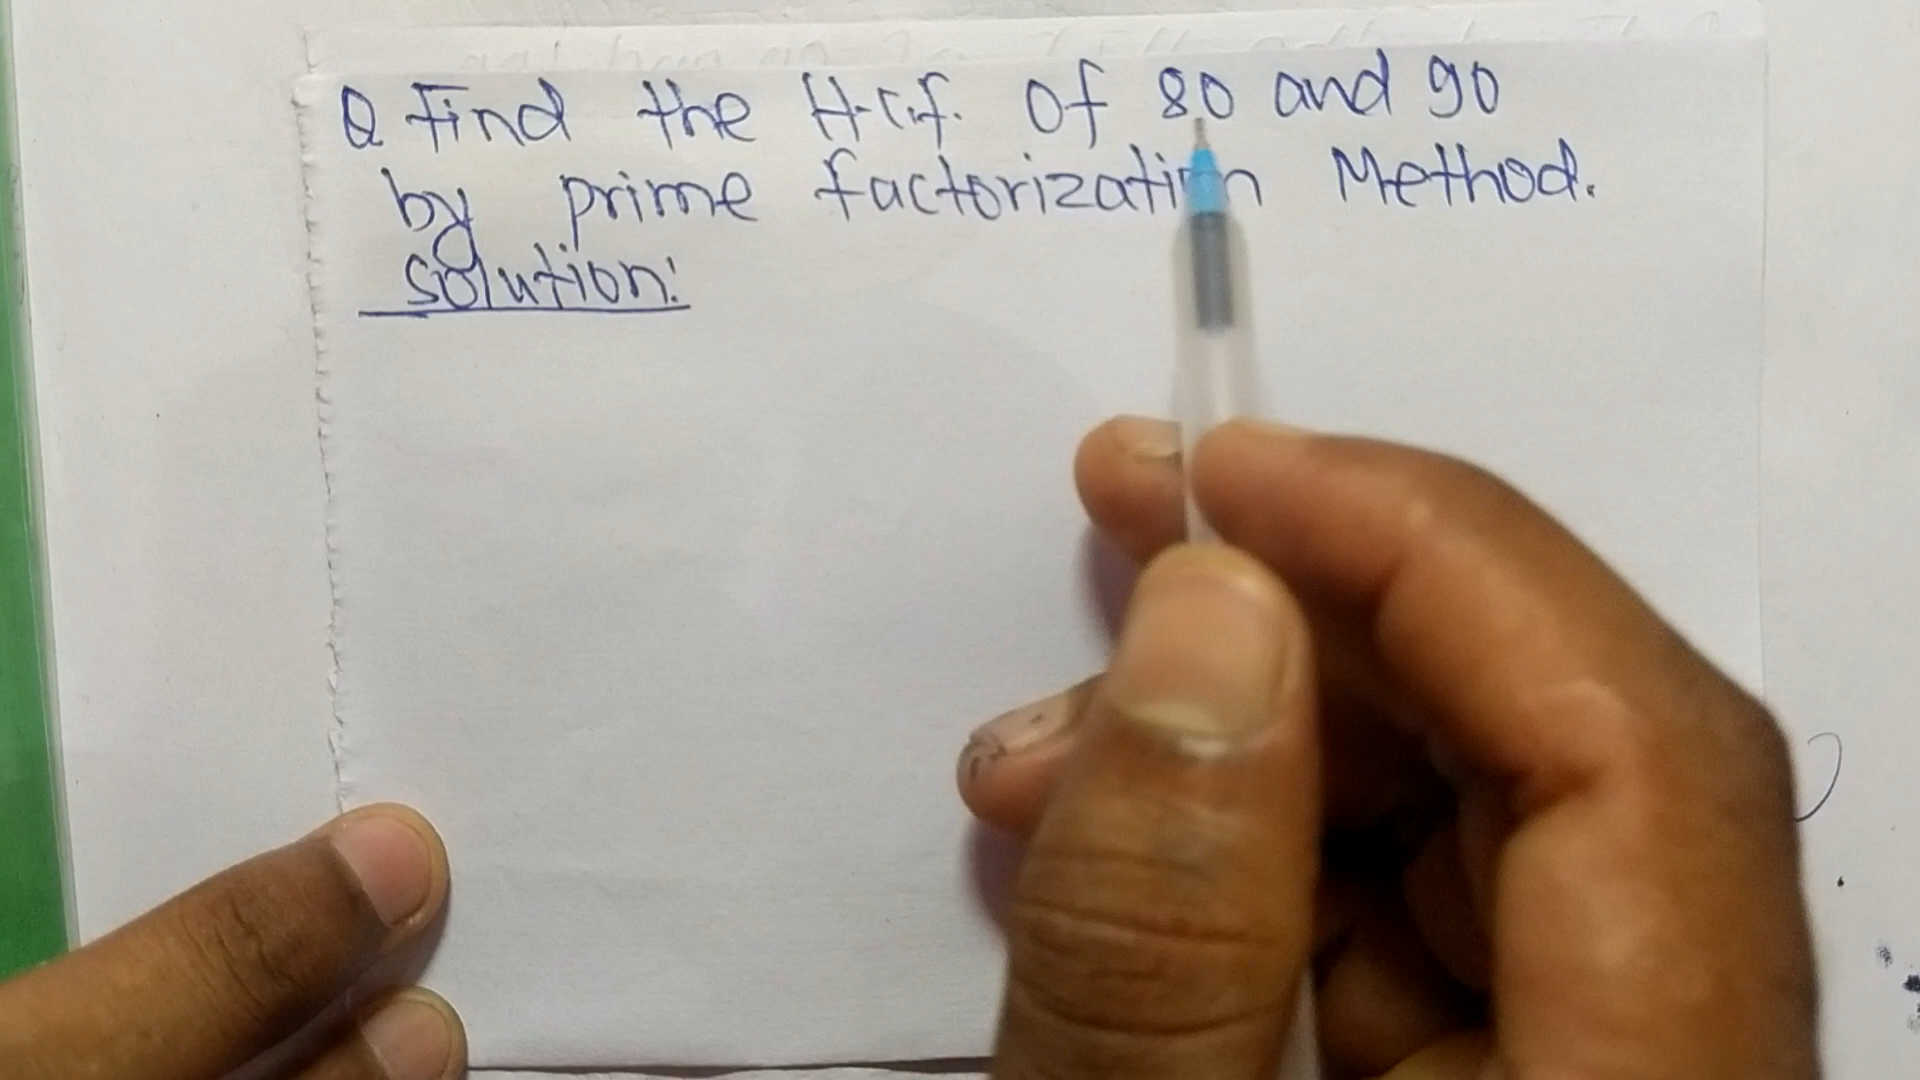 Q Find the H.C.f. Of 80 and 90
by prime factorization Method.
solution: